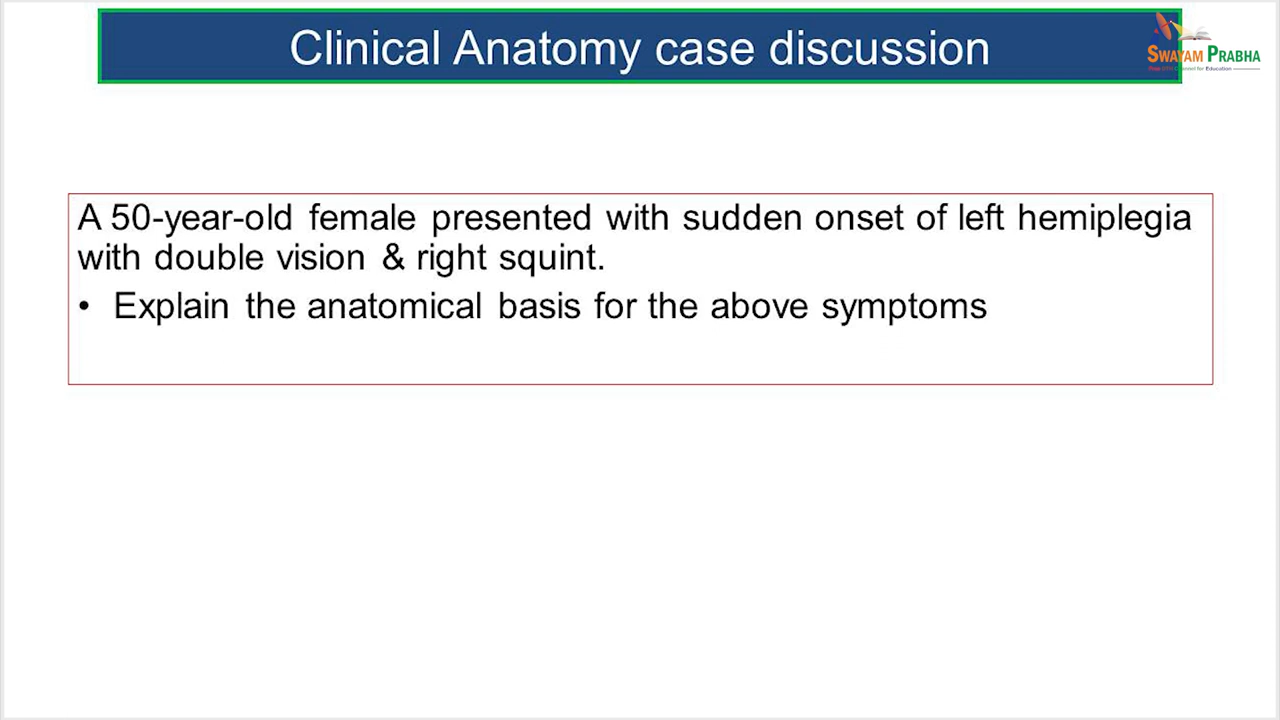 Clinical Anatomy case discussion
SWAYAM PRABHA
A 50-year-old female presented with sudden onset of left hemiplegia
with double vision & right squint.
• Explain the anatomical basis for the above symptoms